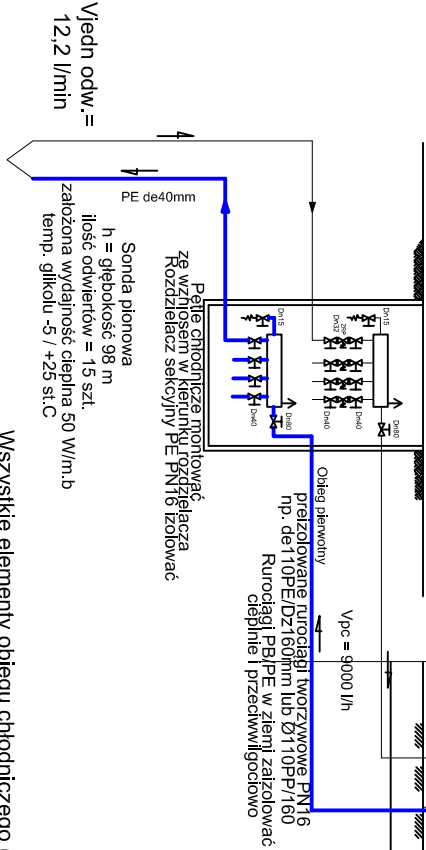 Vjedn odw.=
12,2 l/min
PE de40mm
Sonda pionowa
h = głębokość 98 m
ilość odwiertów = 15 szt.
założona wydajność cieplna 50 W/m.b
temp. glikolu -5 / +25 st.C
Dn15
Dn80
Dn40
Pętle chłodnicze montować
ze wzniosem w kierunku rozdzielacza
Rozdzielacz sekcyjny PE PN16 izolować
Dn15
Dn80
ZRP
Dn32
Dn40
Dn40
Obieg pierwotny
preizolowane rurociągi tworzywowe PN16
np. de110PE/Dz160mm lub Ø110PP/160
Rurociągi PB/PE w ziemi zaizolować
cieplnie i przeciwwilgociowo
Vpc = 9000 l/h
Wszystkie elementy obiegu chłodniczego